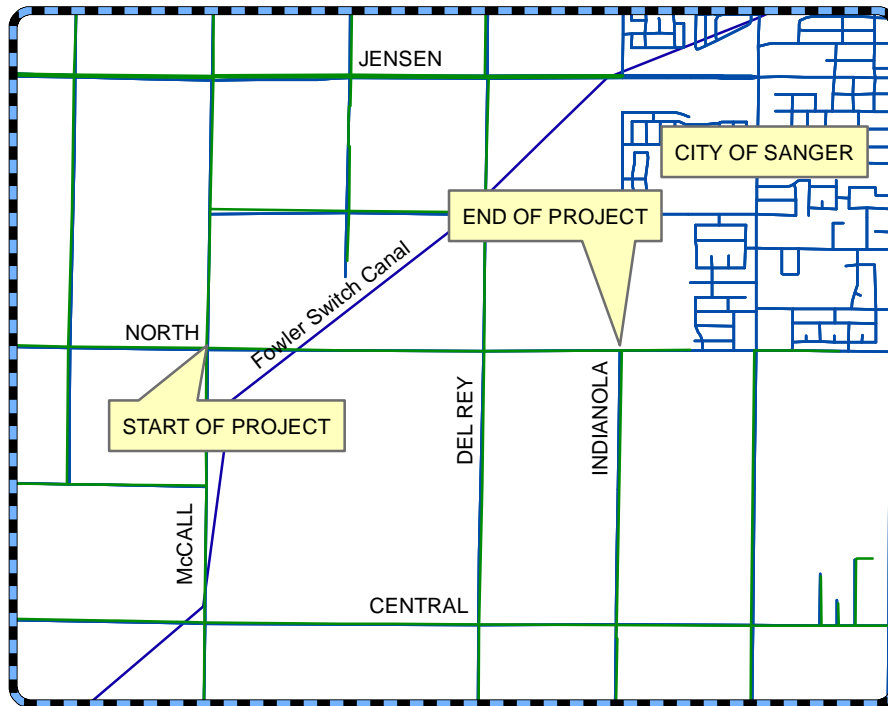 JENSEN
CITY OF SANGER
END OF PROJECT
Fowler Switch Canal
NORTH
START OF PROJECT
DEL REY
INDIANOLA
McCALL
CENTRAL